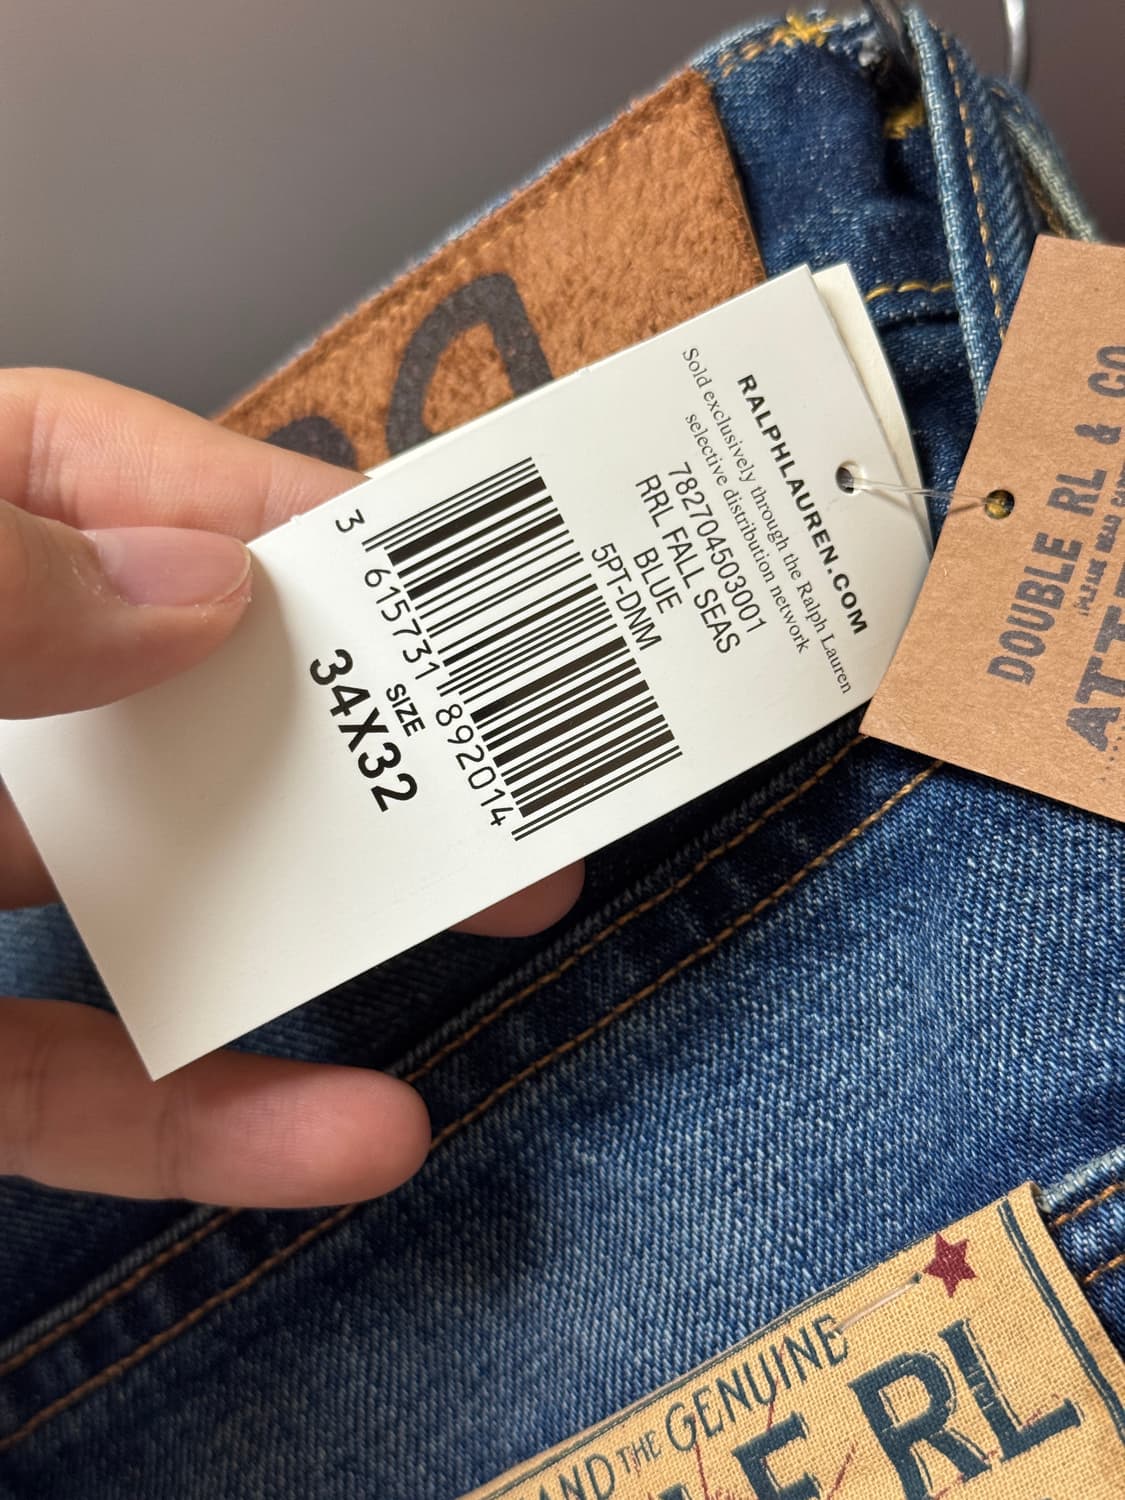 RALPHLAUREN.COM
Sold exclusively through the Ralph Lauren
selective distribution network
782704503001
RRL FALL SEAS
BLUE
5PT-DNM
3 615731 892014
SIZE
34X32
DOUBLE RL & CO
AND THE GENUINE
RL